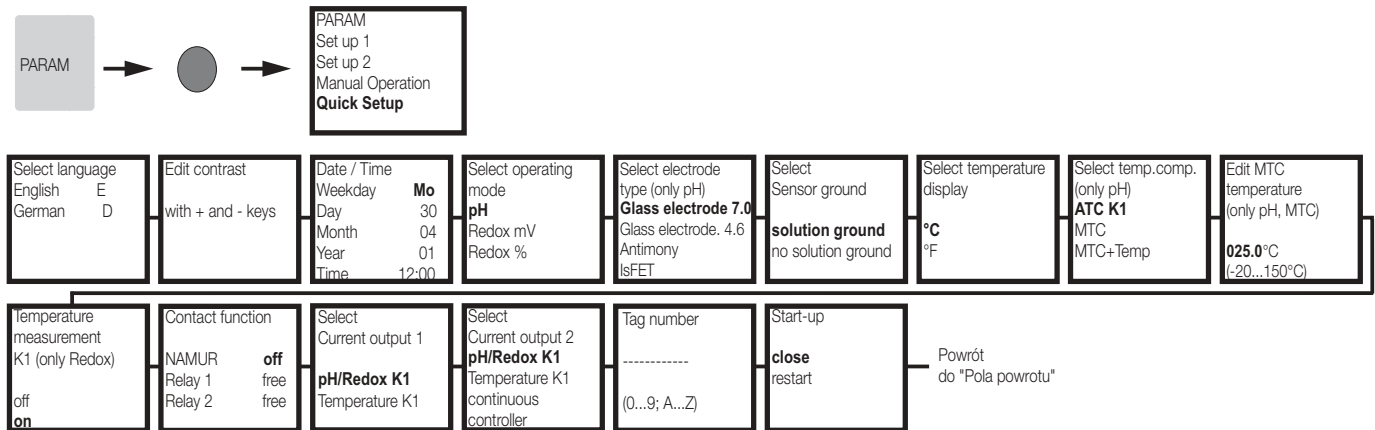 PARAM
PARAM
Set up 1
Set up 2
Manual Operation
Quick Setup
Select language
English E
German D
Edit contrast
with + and - keys
Date / Time
Weekday Mo
Day 30
Month 04
Year 01
Time 12:00
Select operating
mode
pH
Redox mV
Redox %
Select electrode
type (only pH)
Glass electrode 7.0
Glass electrode. 4.6
Antimony
IsFET
Select
Sensor ground
solution ground
no solution ground
Select temperature
display
°C
°F
Select temp.comp.
(only pH)
ATC K1
MTC
MTC+Temp
Edit MTC
temperature
(only pH, MTC)
025.0°C
(-20...150°C)
Temperature
measurement
K1 (only Redox)
off
on
Contact function
NAMUR off
Relay 1 free
Relay 2 free
Select
Current output 1
pH/Redox K1
Temperature K1
Select
Current output 2
pH/Redox K1
Temperature K1
continuous
controller
Tag number
------------
(0...9; A...Z)
Start-up
close
restart
Powrót
do "Pola powrotu"